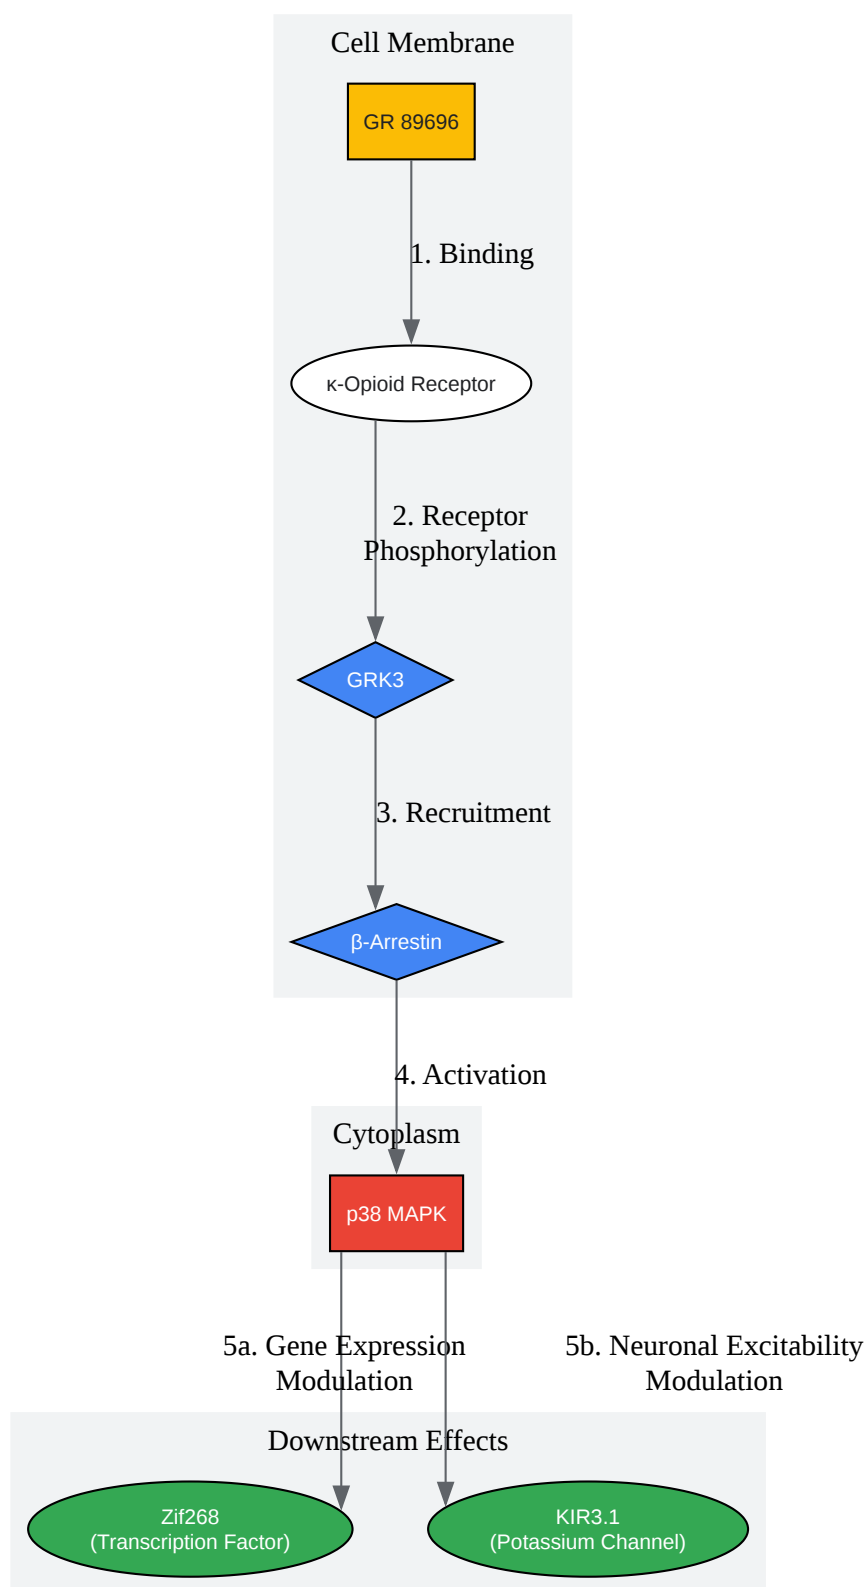 Cell Membrane
GR 89696
1. Binding
κ-Opioid Receptor
2. Receptor
Phosphorylation
GRK3
3. Recruitment
β-Arrestin
4. Activation
Cytoplasm
p38 MAPK
5a. Gene Expression
Modulation
5b. Neuronal Excitability
Modulation
Downstream Effects
Zif268
(Transcription Factor)
KIR3.1
(Potassium Channel)